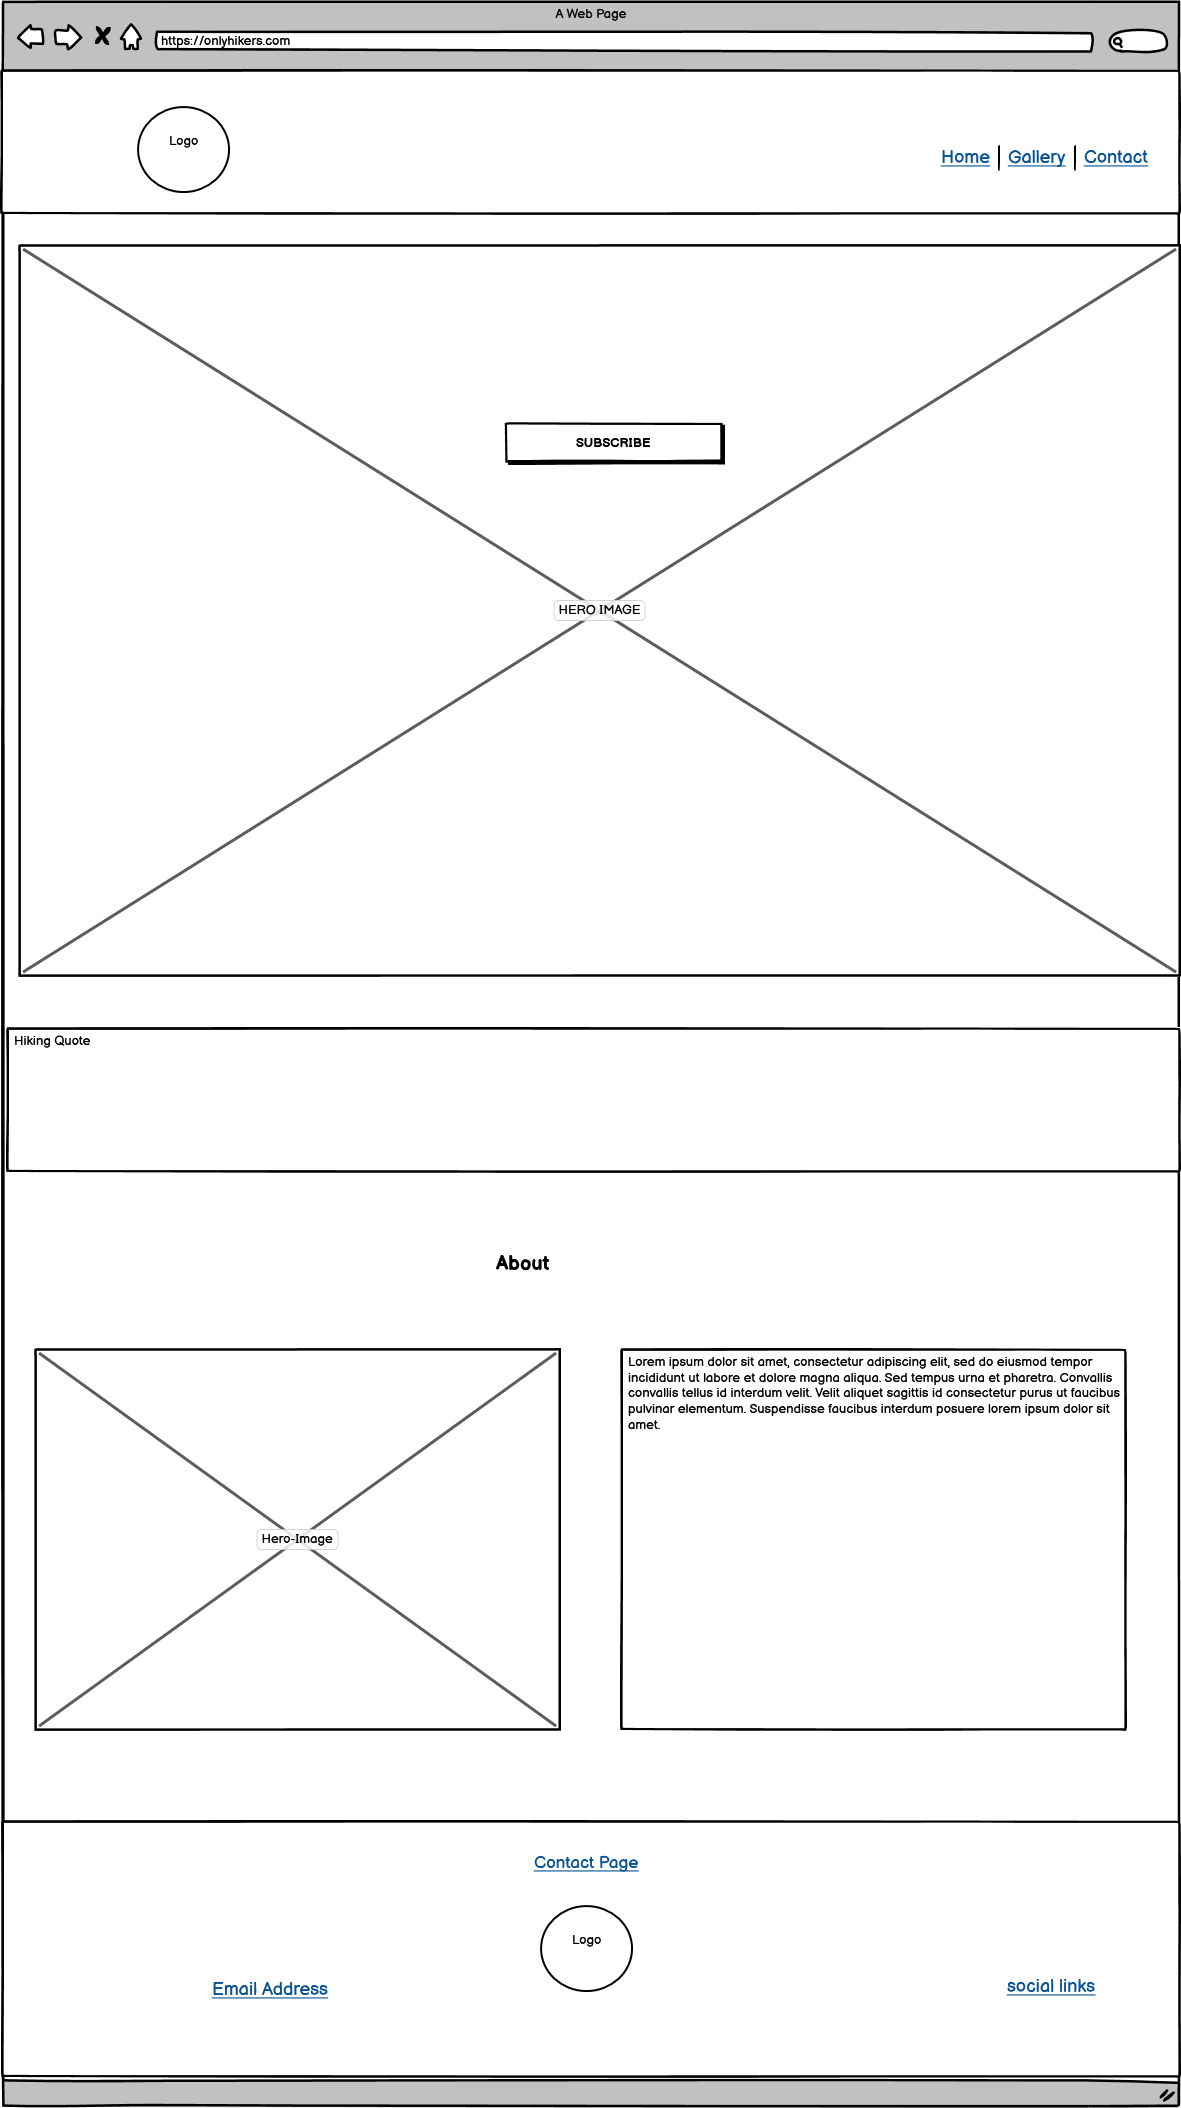 A Web Page
https://onlyhikers.com
Logo
Home | Gallery | Contact
SUBSCRIBE
HERO IMAGE
Hiking Quote
About
Lorem ipsum dolor sit amet, consectetur adipiscing elit, sed do eiusmod tempor
incididunt ut labore et dolore magna aliqua. Sed tempus urna et pharetra. Convallis
convallis tellus id interdum velit. Velit aliquet sagittis id consectetur purus ut faucibus
pulvinar elementum. Suspendisse faucibus interdum posuere lorem ipsum dolor sit
amet.
Hero-Image
Contact Page
Logo
Email Address
social links